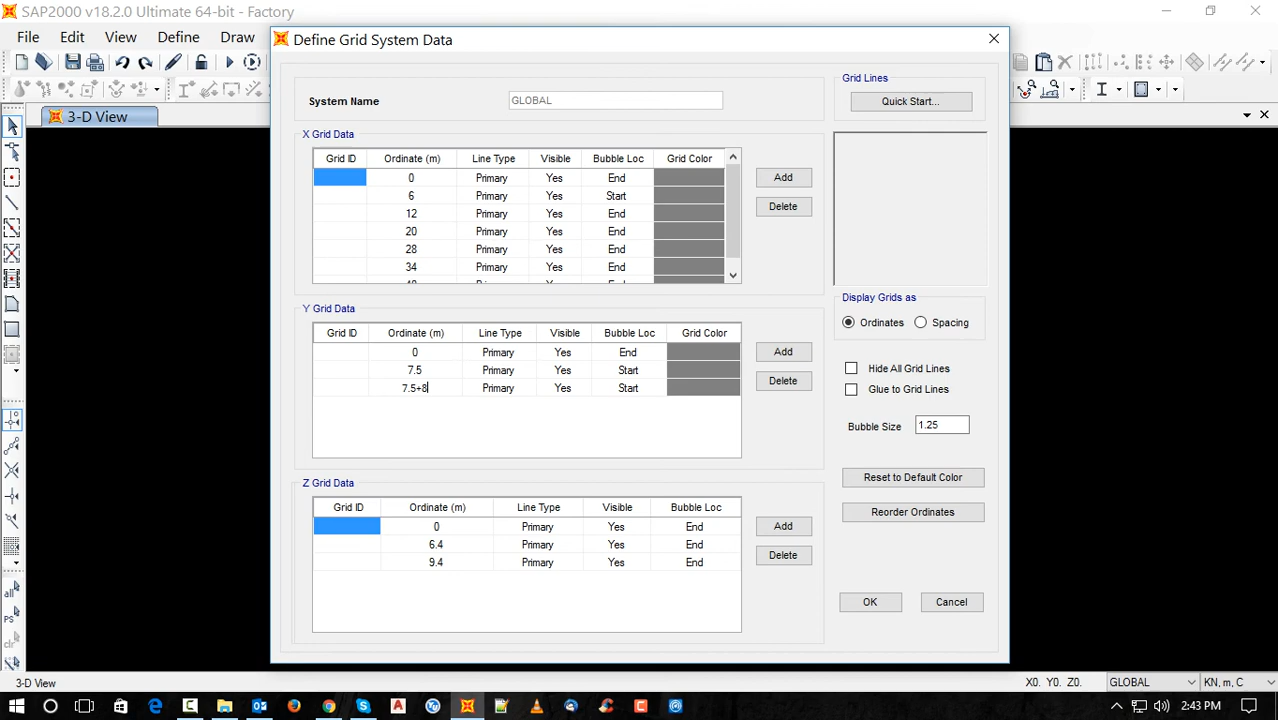 SAP2000 v18.2.0 Ultimate 64-bit - Factory
File Edit View Define Draw
3-D View
Define Grid System Data
System Name GLOBAL
Grid Lines
Quick Start...
X Grid Data
Grid ID Ordinate (m) Line Type Visible Bubble Loc Grid Color
0 Primary Yes End
6 Primary Yes Start
12 Primary Yes End
20 Primary Yes End
28 Primary Yes End
34 Primary Yes End
Add
Delete
Y Grid Data
Grid ID Ordinate (m) Line Type Visible Bubble Loc Grid Color
0 Primary Yes End
7.5 Primary Yes Start
7.5+8 Primary Yes Start
Add
Delete
Z Grid Data
Grid ID Ordinate (m) Line Type Visible Bubble Loc
0 Primary Yes End
6.4 Primary Yes End
9.4 Primary Yes End
Add
Delete
Display Grids as
Ordinates Spacing
Hide All Grid Lines
Glue to Grid Lines
Bubble Size 1.25
Reset to Default Color
Reorder Ordinates
OK Cancel
PS
clr
3-D View X0. Y0. Z0. GLOBAL KN, m, C
2:43 PM